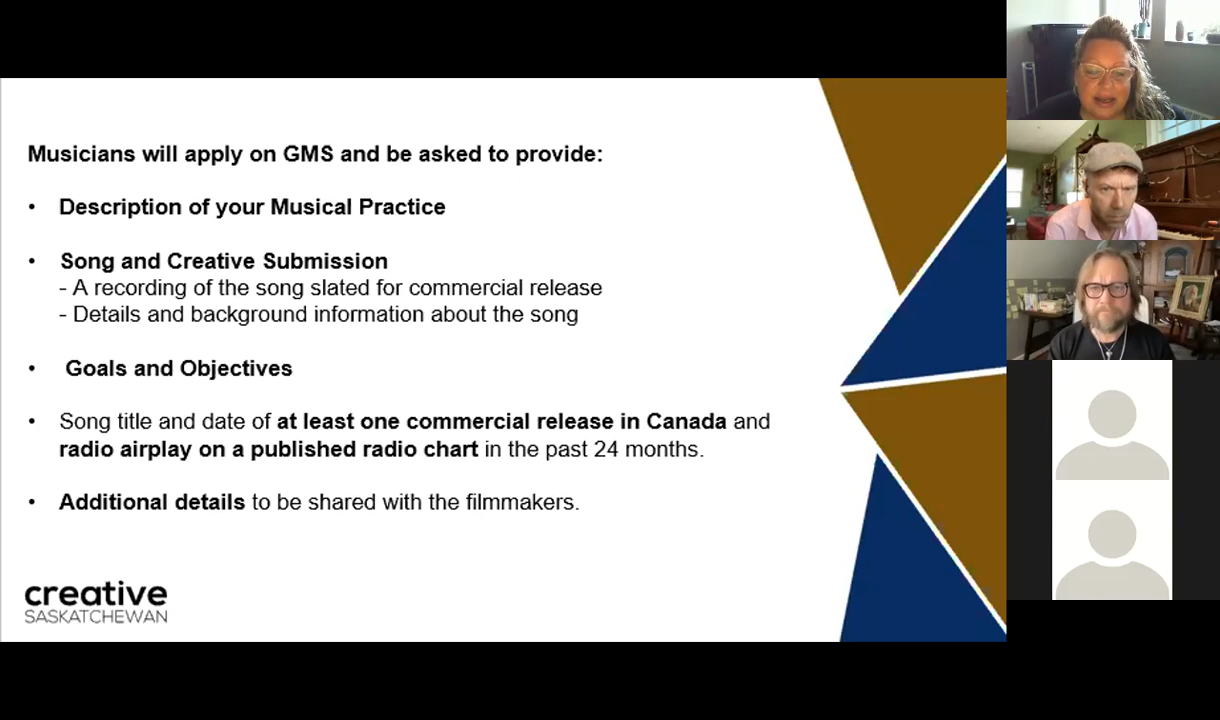 Musicians will apply on GMS and be asked to provide:
• Description of your Musical Practice
• Song and Creative Submission
- A recording of the song slated for commercial release
- Details and background information about the song
• Goals and Objectives
• Song title and date of at least one commercial release in Canada and
radio airplay on a published radio chart in the past 24 months.
• Additional details to be shared with the filmmakers.
creative
SASKATCHEWAN